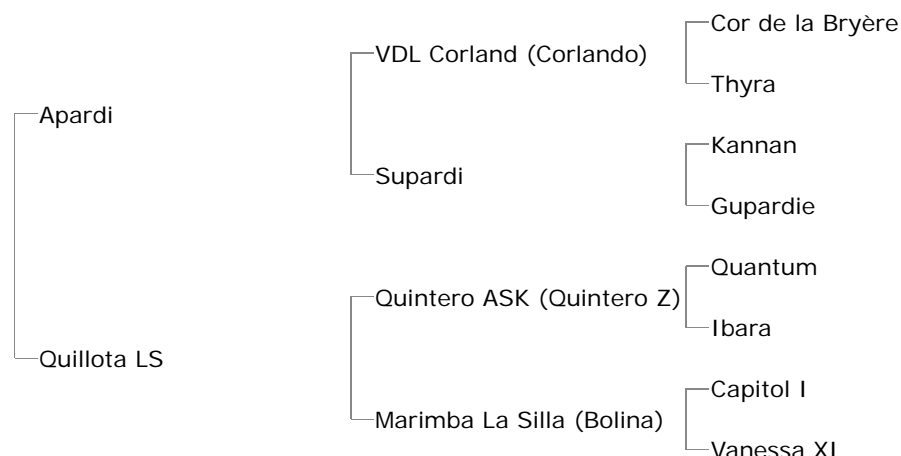 Cor de la Bryère
VDL Corland (Corlando)
Thyra
Apardi
Kannan
Supardi
Gupardie
Quantum
Quintero ASK (Quintero Z)
Ibara
Quillota LS
Capitol I
Marimba La Silla (Bolina)
Vanessa XI